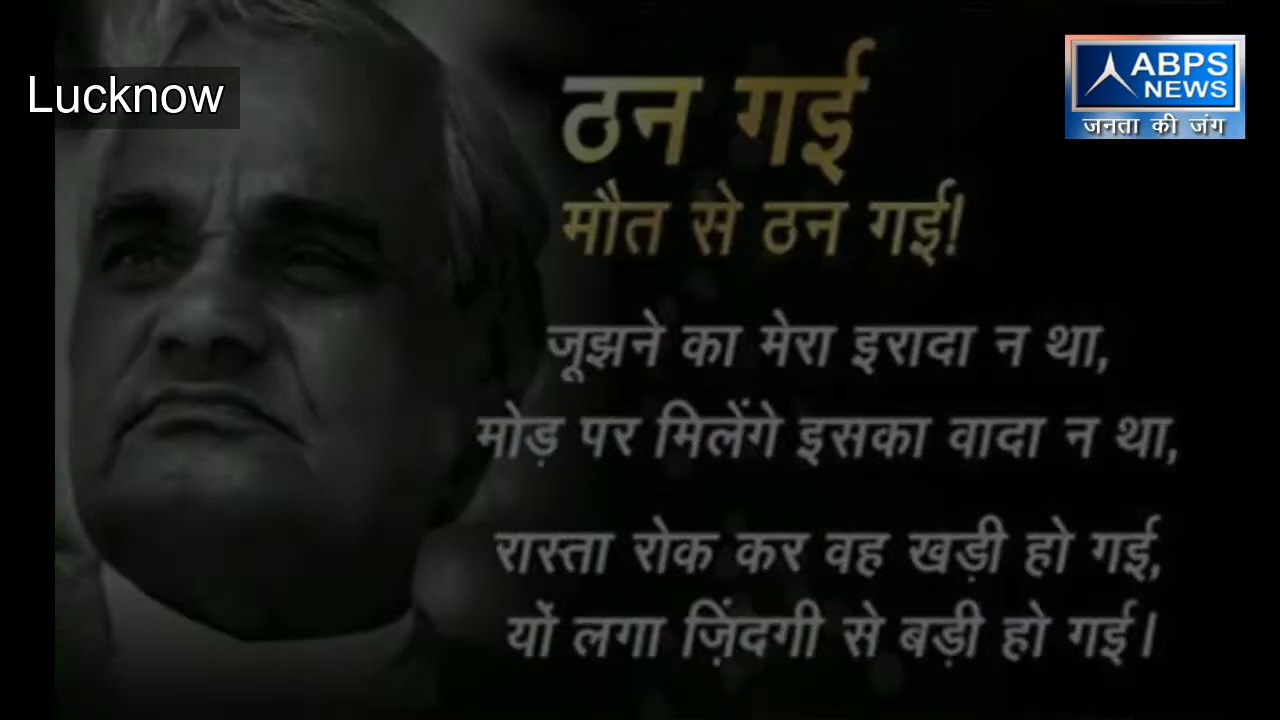 Lucknow
ABPS
NEWS
जनता की जंग
ठन गई
मौत से ठन गई!
जूझने का मेरा इरादा न था,
मोड़ पर मिलेंगे इसका वादा न था,
रास्ता रोक कर वह खड़ी हो गई,
यों लगा ज़िंदगी से बड़ी हो गई।